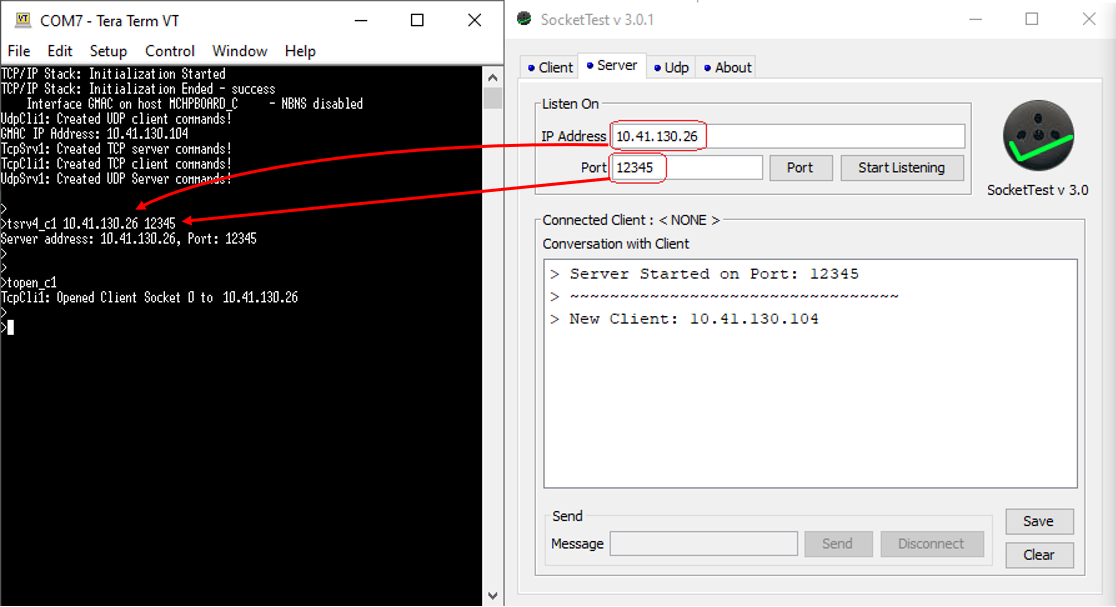 COM7 - Tera Term VT
File Edit Setup Control Window Help
TCP/IP Stack: Initialization Started
TCP/IP Stack: Initialization Ended - success
Interface GMAC on host MCHPBOARD_C - NBNS disabled
UdpCli1: Created UDP client commands!
GMAC IP Address: 10.41.130.104
TcpSrv1: Created TCP server commands!
TcpCli1: Created TCP client commands!
UdpSrv1: Created UDP Server commands!
>
>tsrv4_c1 10.41.130.26 12345
Server address: 10.41.130.26, Port: 12345
>
>
>topen_c1
TcpCli1: Opened Client Socket 0 to 10.41.130.26
>
>
SocketTest v 3.0.1
Client Server Udp About
Listen On
IP Address 10.41.130.26
Port 12345 Port Start Listening
SocketTest v 3.0
Connected Client : < NONE >
Conversation with Client
> Server Started on Port: 12345
> ~~~~~~~~~~~~~~~~~~~~~~~~~~~~~~~~~
> New Client: 10.41.130.104
Send
Message Send Disconnect
Save
Clear